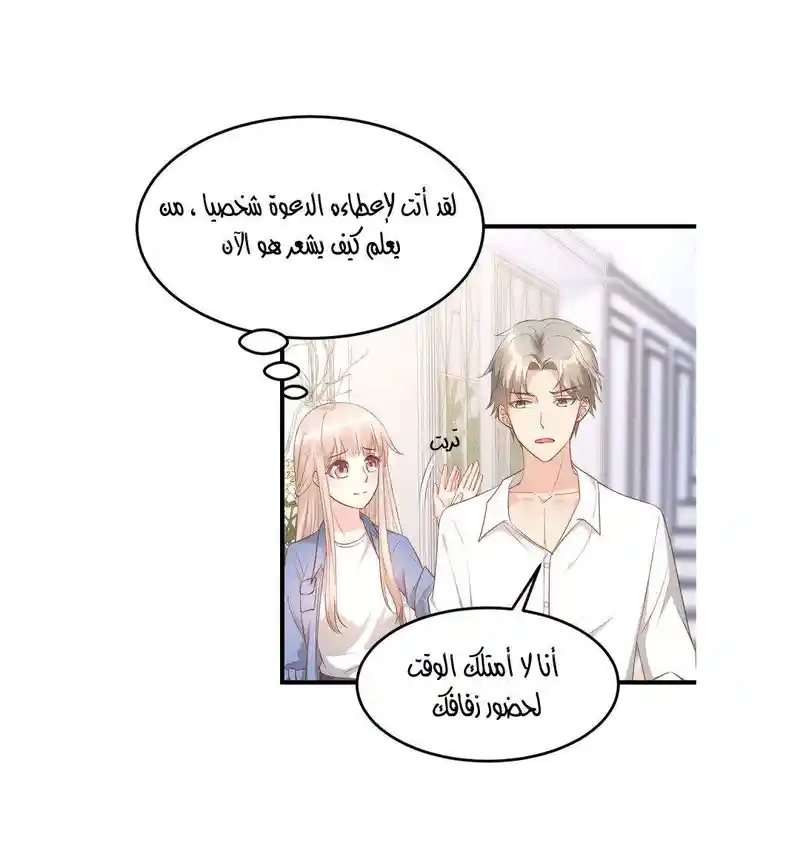 لقد أتت لإعطاءه الدعوة شخصيا ، من
يعلم كيف يشعر هو الآن
تربت
أنا لا أمتلك الوقت
لحضور زفافك